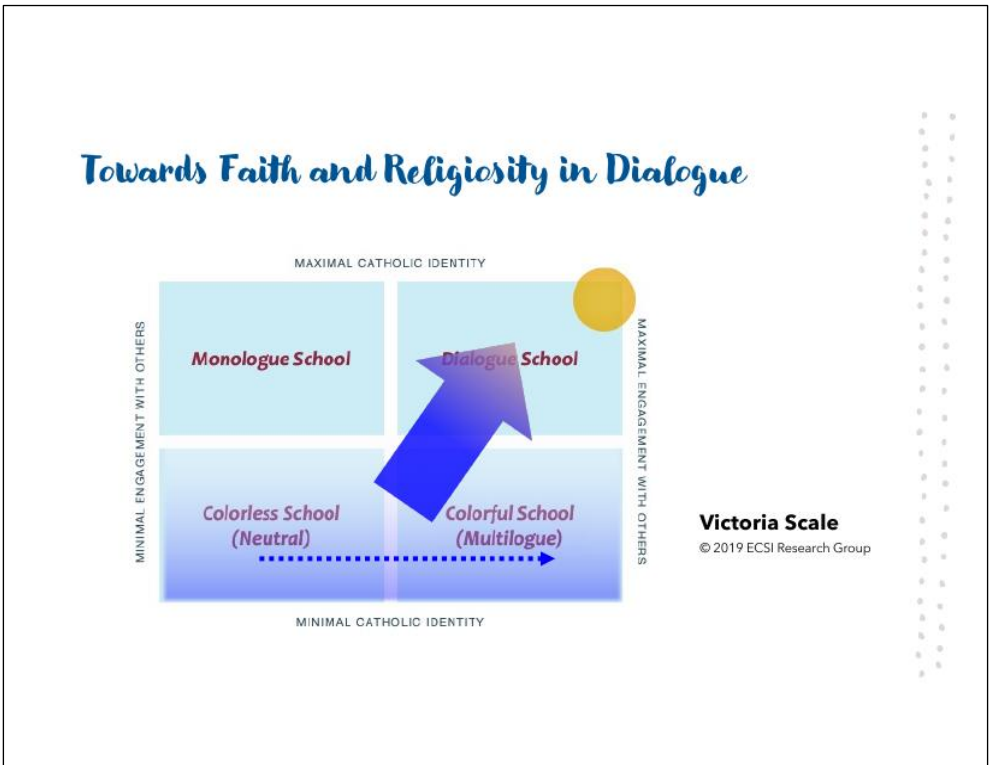 Towards Faith and Religiosity in Dialogue
MAXIMAL CATHOLIC IDENTITY
MINIMAL ENGAGEMENT WITH OTHERS
Monologue School
Dialogue School
MAXIMAL ENGAGEMENT WITH OTHERS
Colorless School
(Neutral)
Colorful School
(Multilogue)
Victoria Scale
© 2019 ECSI Research Group
MINIMAL CATHOLIC IDENTITY